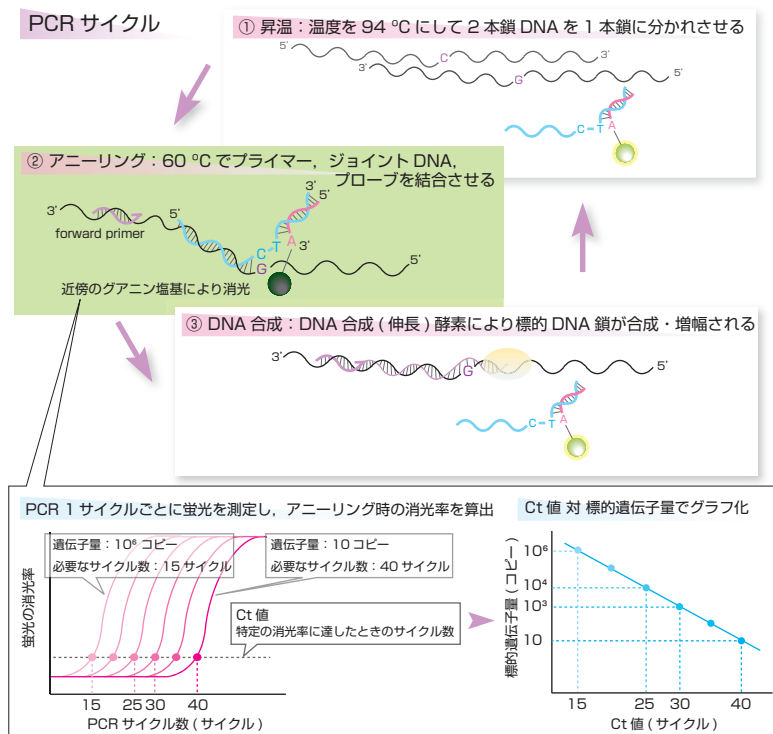 PCR サイクル
① 昇温：温度を 94 ℃ にして 2 本鎖 DNA を 1 本鎖に分かれさせる
5’
C
3’
3’
G
5’
C
T
A
② アニーリング：60 ℃ でプライマー，ジョイント DNA，
プローブを結合させる
3’
5’
3’
5’
forward primer
C
T
A
3’
G
5’
近傍のグアニン塩基により消光
③ DNA 合成：DNA 合成 ( 伸長 ) 酵素により標的 DNA 鎖が合成・増幅される
3’
G
5’
C
T
A
PCR 1 サイクルごとに蛍光を測定し，アニーリング時の消光率を算出
蛍光の消光率
遺伝子量：10⁶ コピー
必要なサイクル数：15 サイクル
遺伝子量：10 コピー
必要なサイクル数：40 サイクル
Ct 値
特定の消光率に達したときのサイクル数
15
25
30
40
PCR サイクル数 ( サイクル )
Ct 値 対 標的遺伝子量でグラフ化
標的遺伝子量 ( コピー )
10⁶
10⁴
10³
10
15
25
30
40
Ct 値 ( サイクル )